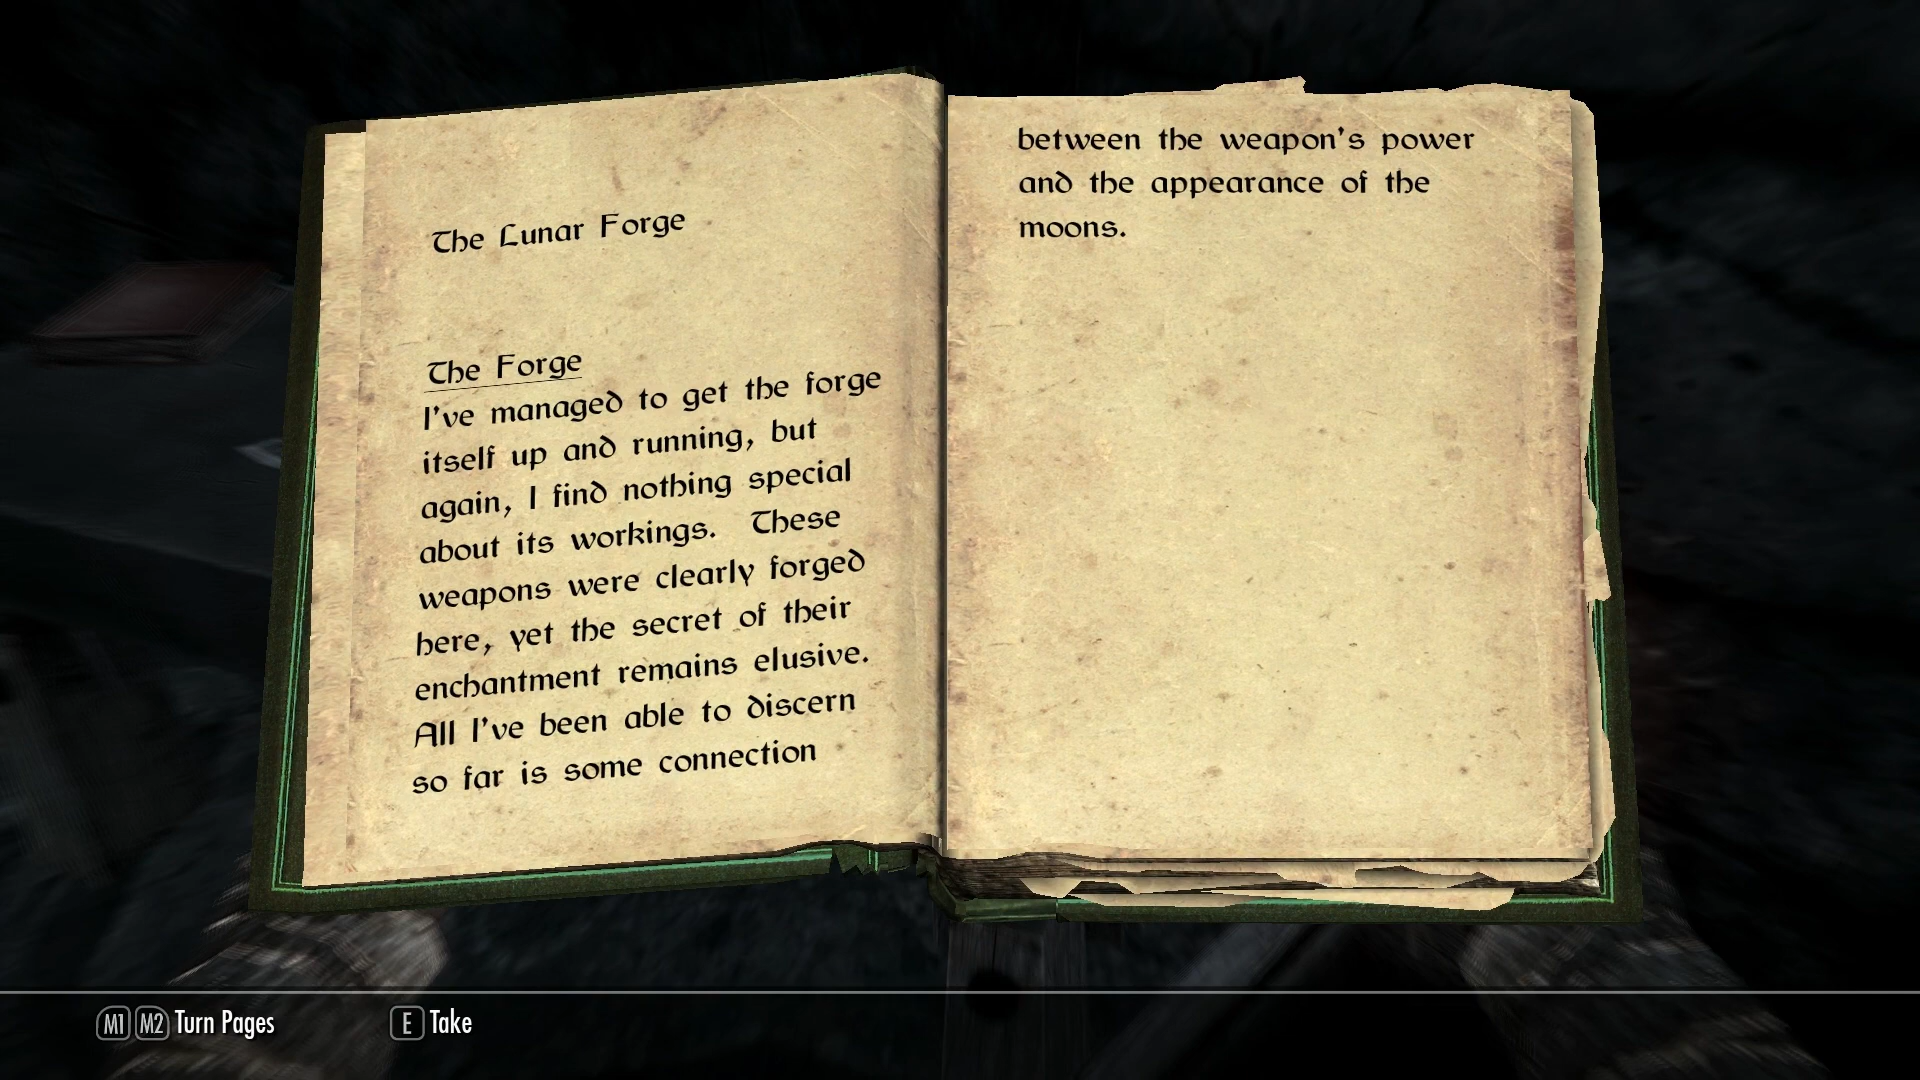 The Lunar Forge
The Forge
I've managed to get the forge
itself up and running, but
again, I find nothing special
about its workings.  These
weapons were clearly forged
here, yet the secret of their
enchantment remains elusive.
All I've been able to discern
so far is some connection
between the weapon's power
and the appearance of the
moons.
M1 M2 Turn Pages
E Take